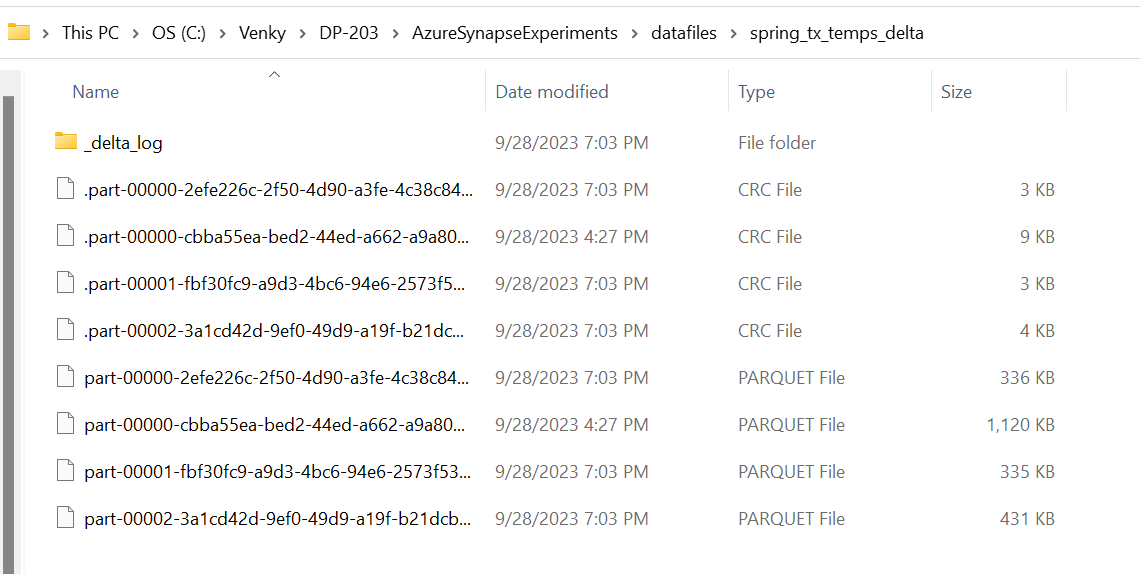 This PC > OS (C:) > Venky > DP-203 > AzureSynapseExperiments > datafiles > spring_tx_temps_delta
Name Date modified Type Size
_delta_log 9/28/2023 7:03 PM File folder
.part-00000-2efe226c-2f50-4d90-a3fe-4c38c84... 9/28/2023 7:03 PM CRC File 3 KB
.part-00000-cbba55ea-bed2-44ed-a662-a9a80... 9/28/2023 4:27 PM CRC File 9 KB
.part-00001-fbf30fc9-a9d3-4bc6-94e6-2573f5... 9/28/2023 7:03 PM CRC File 3 KB
.part-00002-3a1cd42d-9ef0-49d9-a19f-b21dc... 9/28/2023 7:03 PM CRC File 4 KB
part-00000-2efe226c-2f50-4d90-a3fe-4c38c84... 9/28/2023 7:03 PM PARQUET File 336 KB
part-00000-cbba55ea-bed2-44ed-a662-a9a80... 9/28/2023 4:27 PM PARQUET File 1,120 KB
part-00001-fbf30fc9-a9d3-4bc6-94e6-2573f53... 9/28/2023 7:03 PM PARQUET File 335 KB
part-00002-3a1cd42d-9ef0-49d9-a19f-b21dcb... 9/28/2023 7:03 PM PARQUET File 431 KB